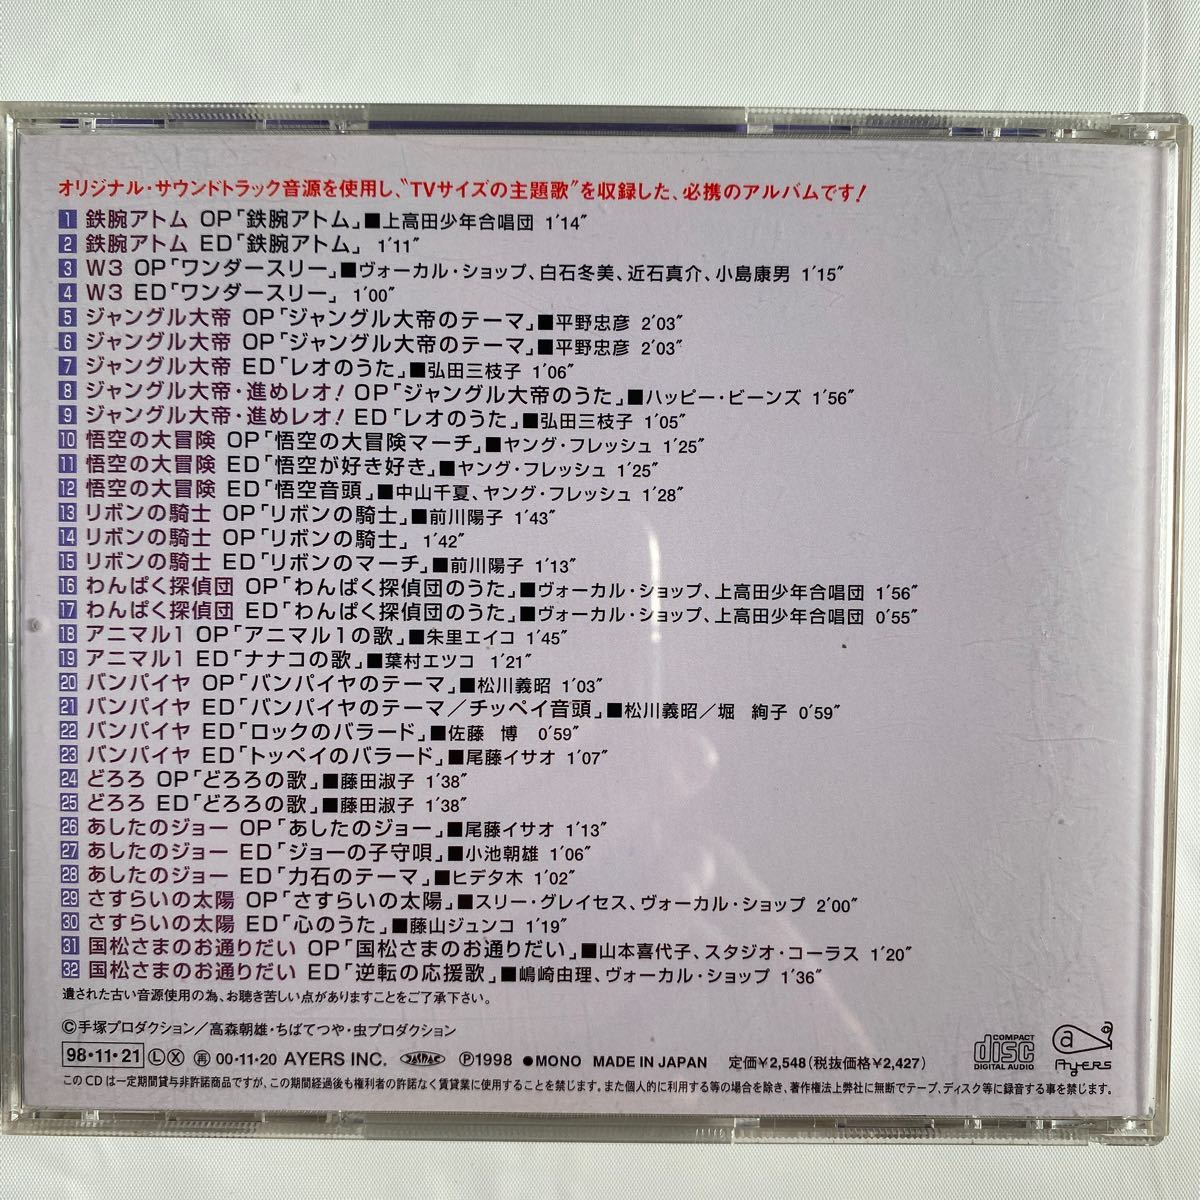 オリジナル・サウンドトラック音源を使用し、“TVサイズの主題歌”を収録した、必携のアルバムです!
1 鉄腕アトム OP「鉄腕アトム」■上高田少年合唱団 1'14"
2 鉄腕アトム ED「鉄腕アトム」 1'11"
3 W3 OP「ワンダースリー」■ヴォーカル・ショップ、白石冬美、近石真介、小島康男 1'15"
4 W3 ED「ワンダースリー」 1'00"
5 ジャングル大帝 OP「ジャングル大帝のテーマ」■平野忠彦 2'03"
6 ジャングル大帝 OP「ジャングル大帝のテーマ」■平野忠彦 2'03"
7 ジャングル大帝 ED「レオのうた」■弘田三枝子 1'06"
8 ジャングル大帝・進めレオ! OP「ジャングル大帝のうた」■ハッピー・ビーンズ 1'56"
9 ジャングル大帝・進めレオ! ED「レオのうた」■弘田三枝子 1'05"
10 悟空の大冒険 OP「悟空の大冒険マーチ」■ヤング・フレッシュ 1'25"
11 悟空の大冒険 ED「悟空が好き好き」■ヤング・フレッシュ 1'25"
12 悟空の大冒険 ED「悟空音頭」■中山千夏、ヤング・フレッシュ 1'28"
13 リボンの騎士 OP「リボンの騎士」■前川陽子 1'43"
14 リボンの騎士 OP「リボンの騎士」 1'42"
15 リボンの騎士 ED「リボンのマーチ」■前川陽子 1'13"
16 わんぱく探偵団 OP「わんぱく探偵団のうた」■ヴォーカル・ショップ、上高田少年合唱団 1'56"
17 わんぱく探偵団 ED「わんぱく探偵団のうた」■ヴォーカル・ショップ、上高田少年合唱団 0'55"
18 アニマル1 OP「アニマル1の歌」■朱里エイコ 1'45"
19 アニマル1 ED「ナナコの歌」■葉村エツコ 1'21"
20 バンパイヤ OP「バンパイヤのテーマ」■松川義昭 1'03"
21 バンパイヤ ED「バンパイヤのテーマ/チッペイ音頭」■松川義昭/堀 絢子 0'59"
22 バンパイヤ ED「ロックのバラード」■佐藤 博 0'59"
23 バンパイヤ ED「トッペイのバラード」■尾藤イサオ 1'07"
24 どろろ OP「どろろの歌」■藤田淑子 1'38"
25 どろろ ED「どろろの歌」■藤田淑子 1'38"
26 あしたのジョー OP「あしたのジョー」■尾藤イサオ 1'13"
27 あしたのジョー ED「ジョーの子守唄」■小池朝雄 1'06"
28 あしたのジョー ED「力石のテーマ」■ヒデタ木 1'02"
29 さすらいの太陽 OP「さすらいの太陽」■スリー・グレイセス、ヴォーカル・ショップ 2'00"
30 さすらいの太陽 ED「心のうた」■藤山ジュンコ 1'19"
31 国松さまのお通りだい OP「国松さまのお通りだい」■山本喜代子、スタジオ・コーラス 1'20"
32 国松さまのお通りだい ED「逆転の応援歌」■嶋崎由理、ヴォーカル・ショップ 1'36"
遺された古い音源使用の為、お聴き苦しい点がありますことをご了承下さい。
©手塚プロダクション/高森朝雄・ちばてつや・虫プロダクション
98・11・21 Ⓛ Ⓧ ㊥ 00・11・20 AYERS INC. JASRAC Ⓟ1998 ●MONO MADE IN JAPAN 定価¥2,548(税抜価格¥2,427)
COMPACT disc DIGITAL AUDIO
a AyERS
このCDは一定期間貸与非許諾商品ですが、この期間経過後も権利者の許諾なく賃貸業に使用することを禁じます。また個人的に利用する等の場合を除き、著作権法上弊社に無断でテープ、ディスク等に録音する事を禁じます。